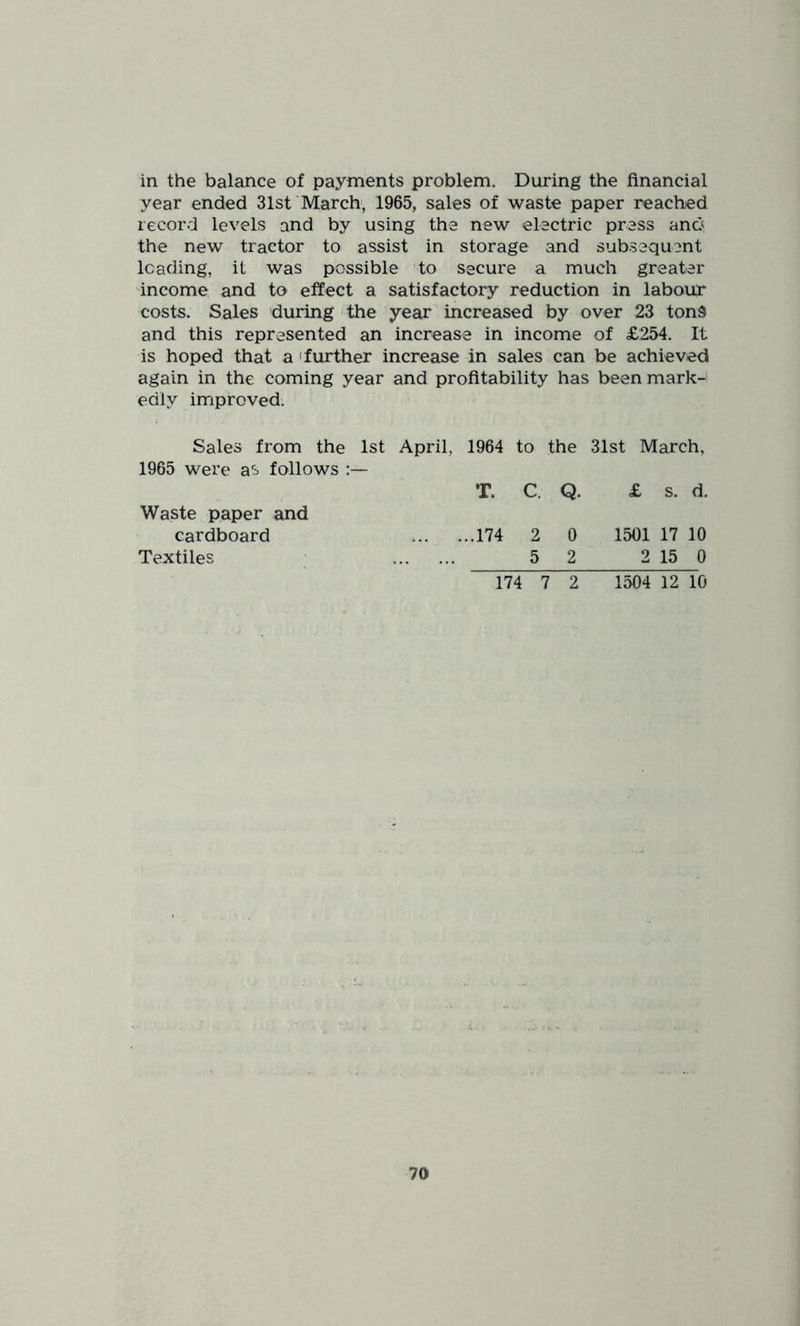 in the balance of payments problem. During the financial
year ended 31st March, 1965, sales of waste paper reached
record levels and by using the new electric press and
the new tractor to assist in storage and subsequent
loading, it was possible to secure a much greater
income and to effect a satisfactory reduction in labour
costs. Sales during the year increased by over 23 tons
and this represented an increase in income of £254. It
is hoped that a further increase in sales can be achieved
again in the coming year and profitability has been mark-
edly improved.
Sales from the 1st April, 1964 to the 31st March,
1965 were as follows :—
T. C. Q. £ s. d.
Waste paper and
cardboard ... ...174 2 0 1501 17 10
Textiles ... ... 5 2 2 15 0
174 7 2 1504 12 10
70